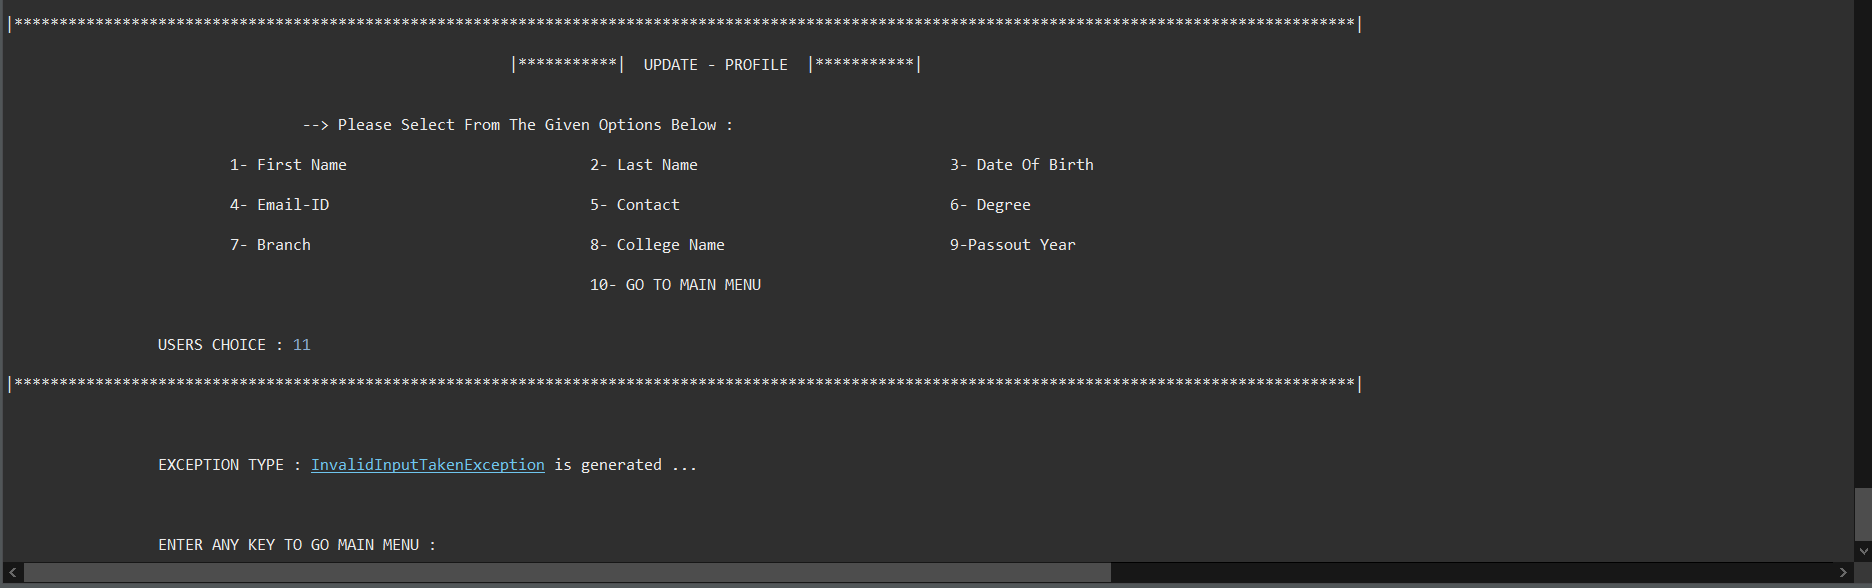 |*****************************************************************************************************************************************************|
|***********| UPDATE - PROFILE |***********|
--> Please Select From The Given Options Below :
1- First Name 2- Last Name 3- Date Of Birth
4- Email-ID 5- Contact 6- Degree
7- Branch 8- College Name 9-Passout Year
10- GO TO MAIN MENU
USERS CHOICE : 11
|*****************************************************************************************************************************************************|
EXCEPTION TYPE : InvalidInputTakenException is generated ...
ENTER ANY KEY TO GO MAIN MENU :